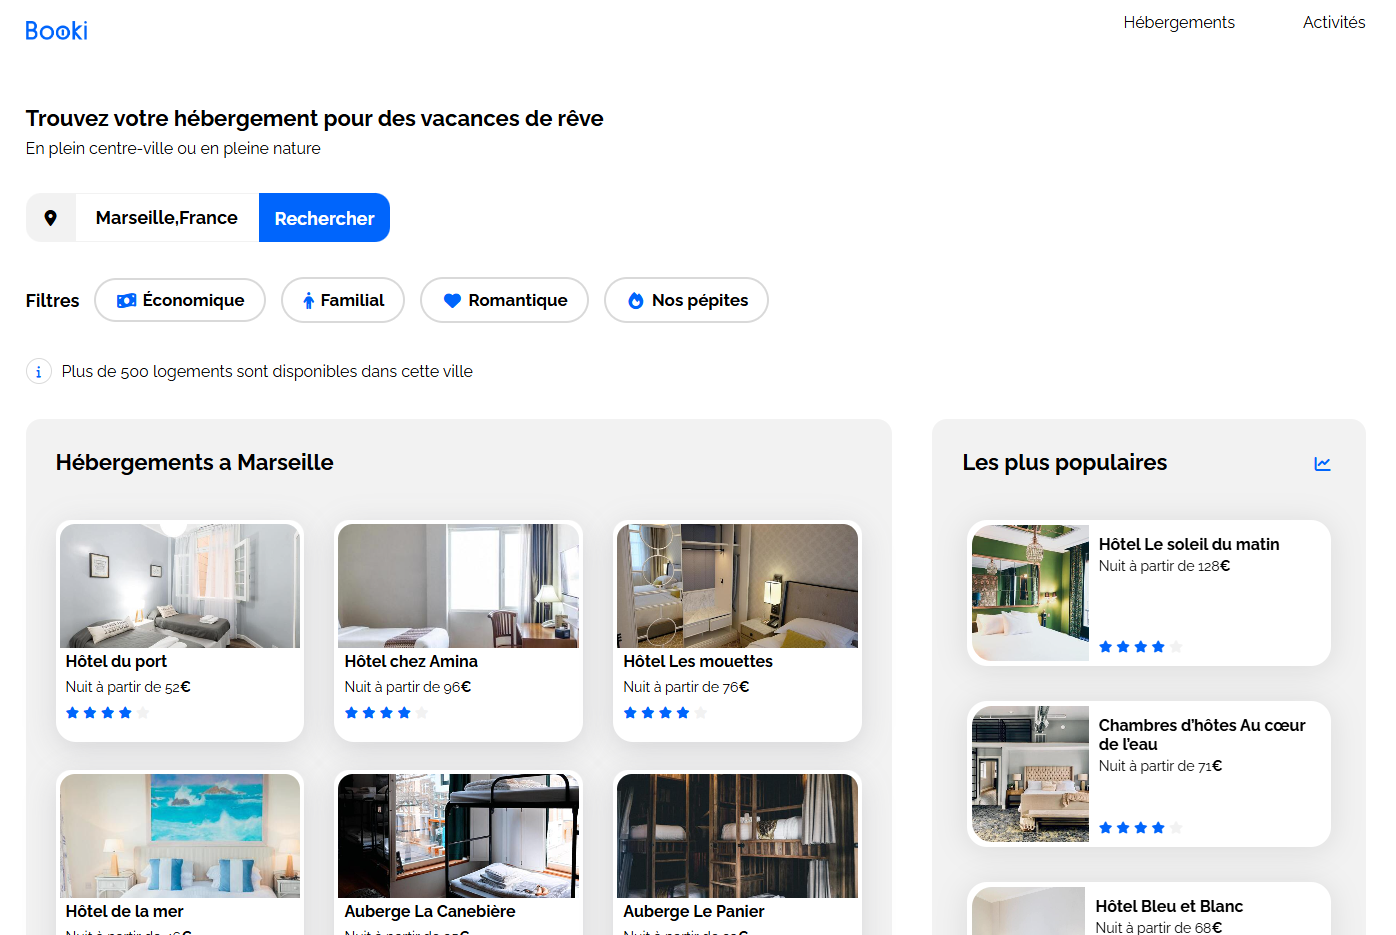 Booki
Hébergements
Activités
Trouvez votre hébergement pour des vacances de rêve
En plein centre-ville ou en pleine nature
Marseille,France
Rechercher
Filtres
Économique
Familial
Romantique
Nos pépites
Plus de 500 logements sont disponibles dans cette ville
Hébergements a Marseille
Hôtel du port
Nuit à partir de 52€
Hôtel chez Amina
Nuit à partir de 96€
Hôtel Les mouettes
Nuit à partir de 76€
Hôtel de la mer
Auberge La Canebière
Auberge Le Panier
Les plus populaires
Hôtel Le soleil du matin
Nuit à partir de 128€
Chambres d’hôtes Au cœur
de l’eau
Nuit à partir de 71€
Hôtel Bleu et Blanc
Nuit à partir de 68€